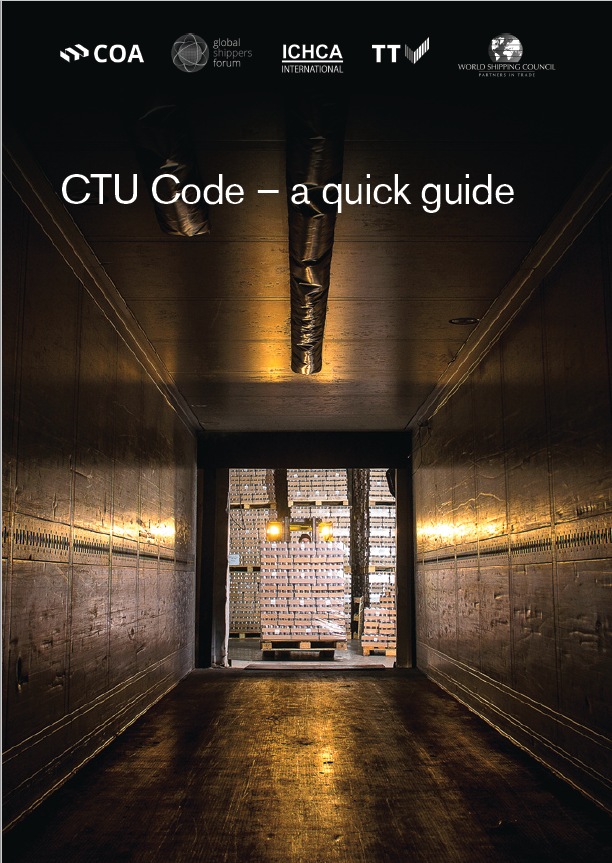 COA
global
shippers
forum
ICHCA
INTERNATIONAL
TT
WORLD SHIPPING COUNCIL
PARTNERS IN TRADE
CTU Code – a quick guide